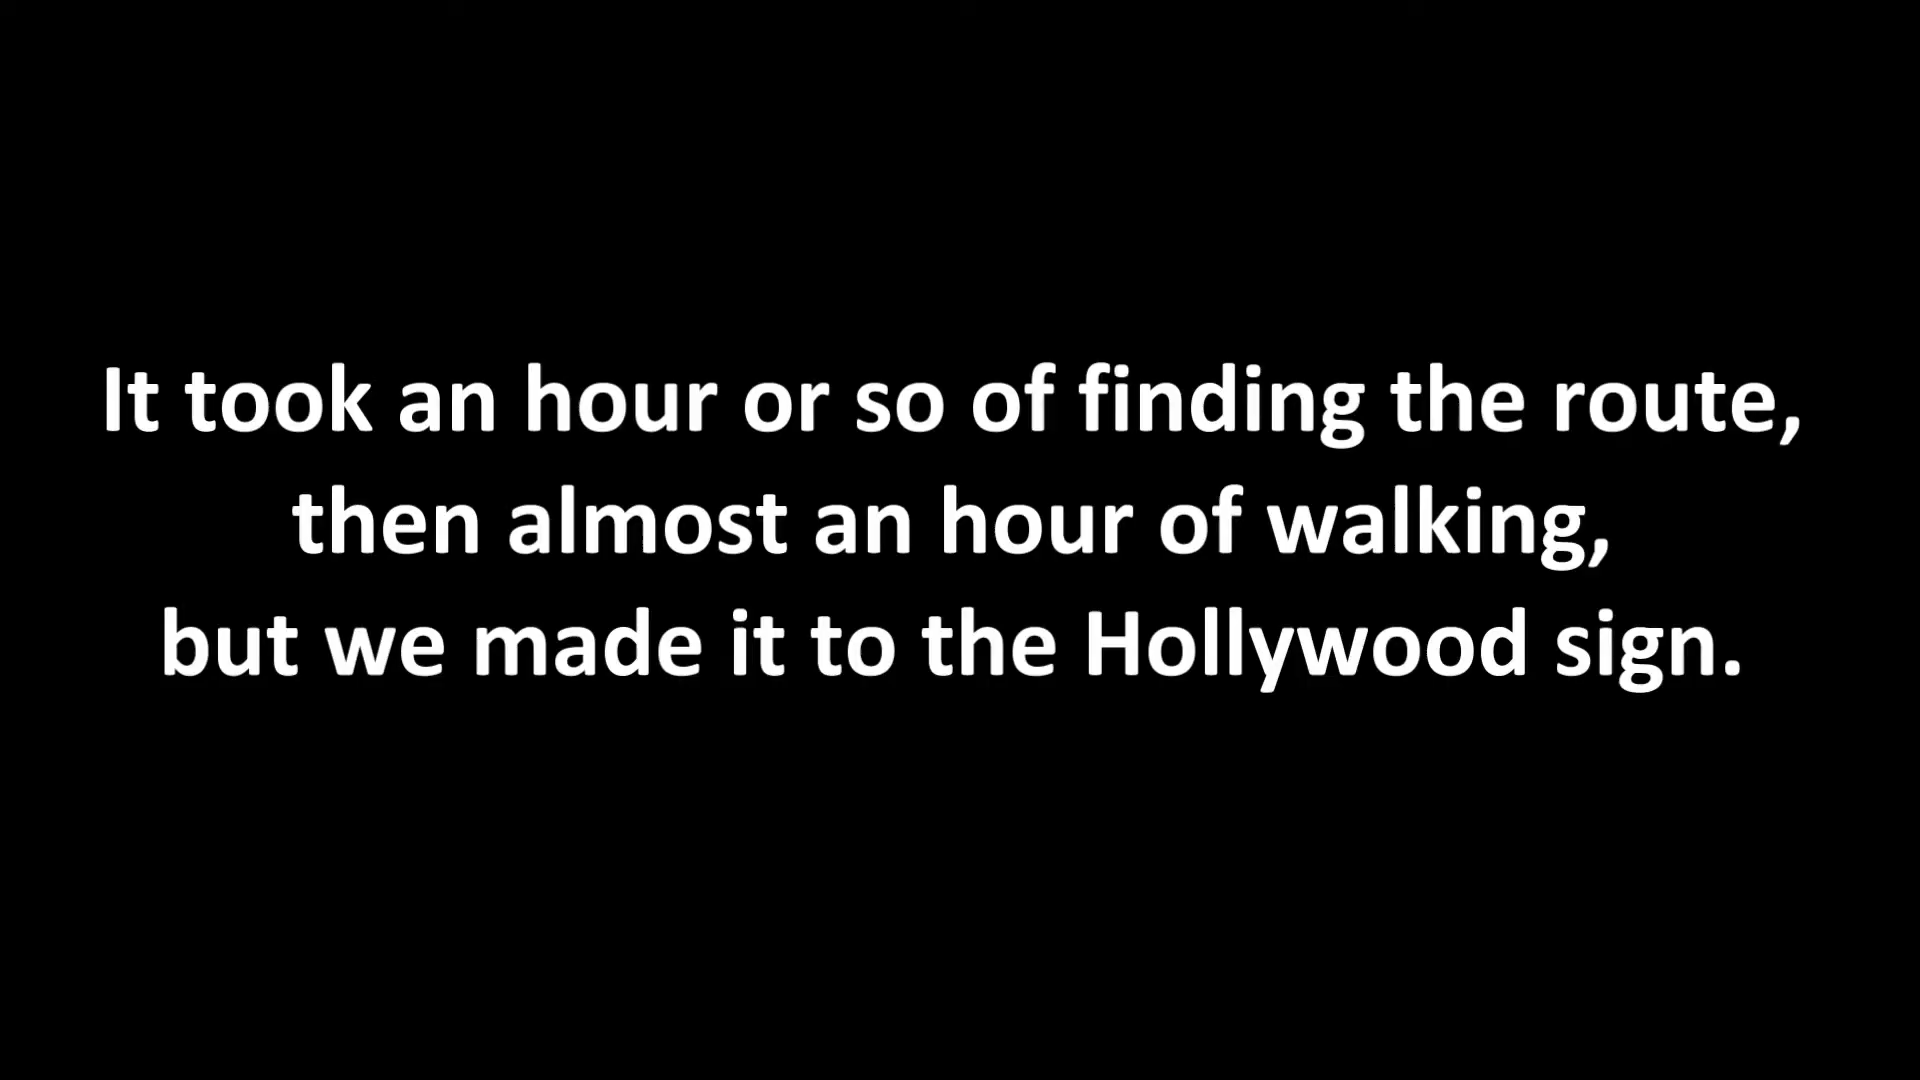 It took an hour or so of finding the route,
then almost an hour of walking,
but we made it to the Hollywood sign.